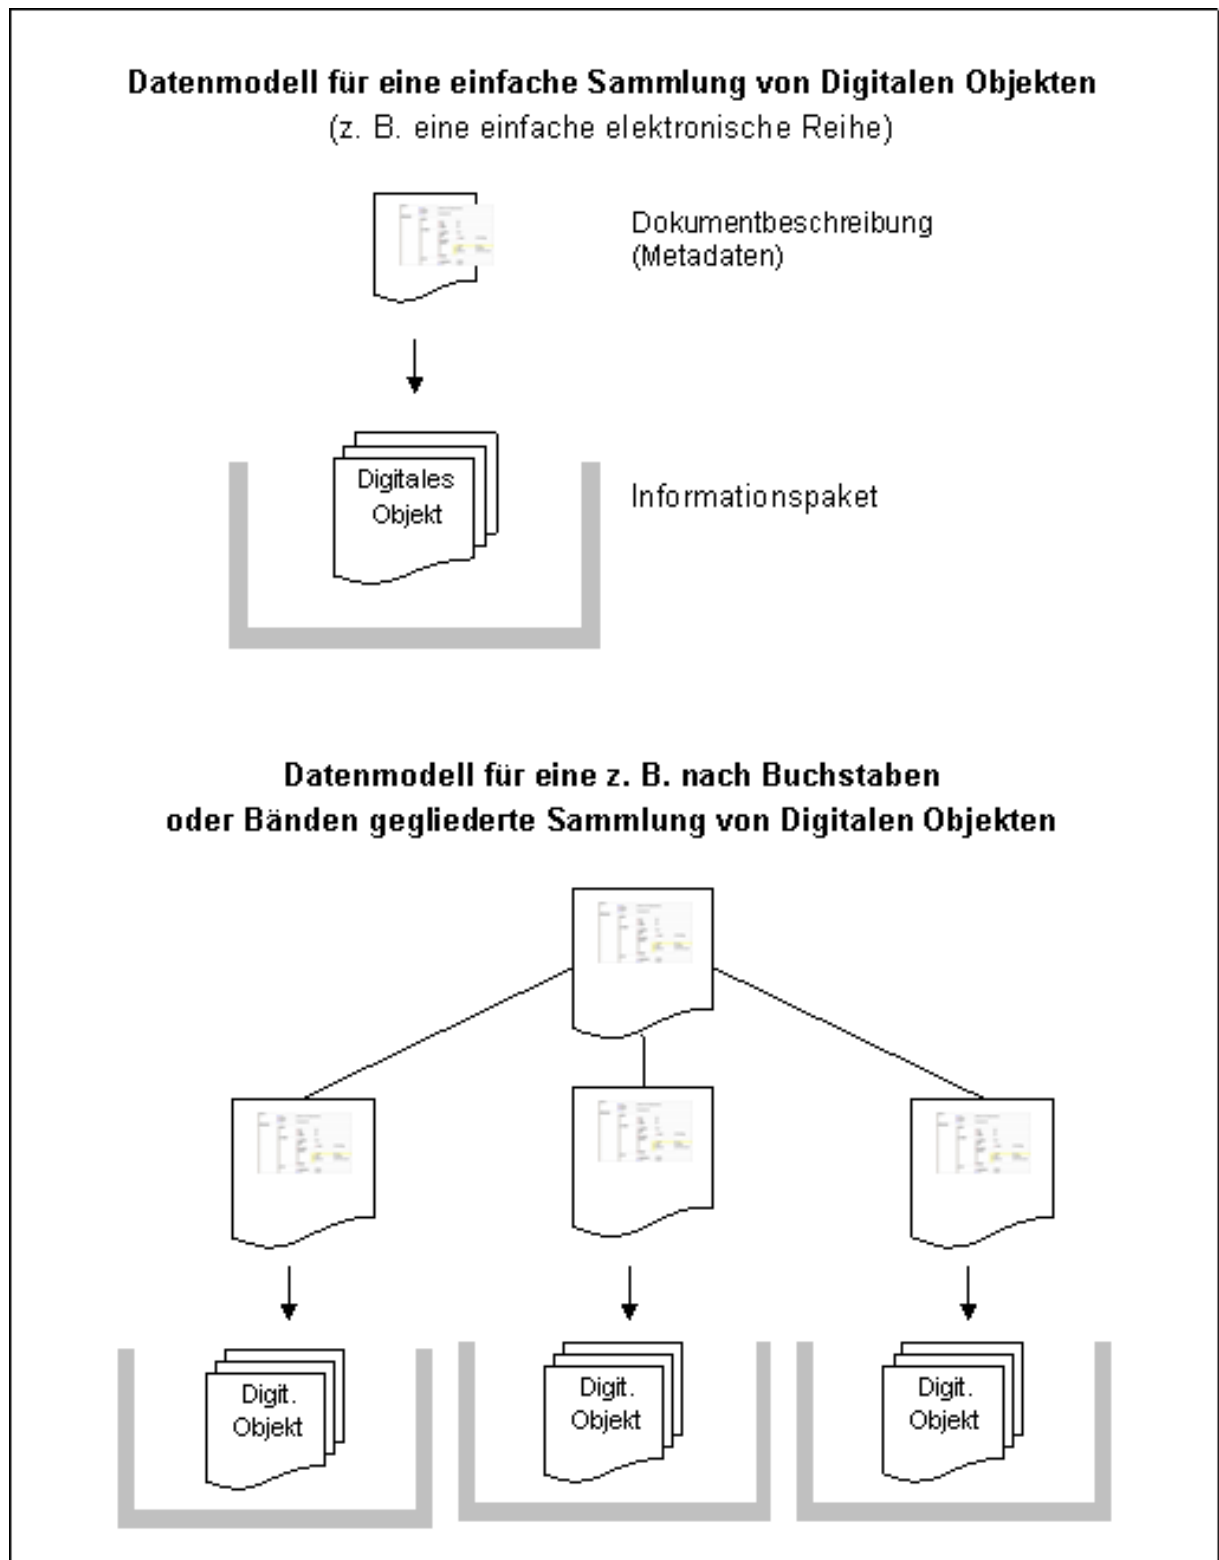 Datenmodell für eine einfache Sammlung von Digitalen Objekten
(z. B. eine einfache elektronische Reihe)
Dokumentbeschreibung
(Metadaten)
Digitales
Objekt
Informationspaket
Datenmodell für eine z. B. nach Buchstaben
oder Bänden gegliederte Sammlung von Digitalen Objekten
Digit.
Objekt
Digit.
Objekt
Digit.
Objekt